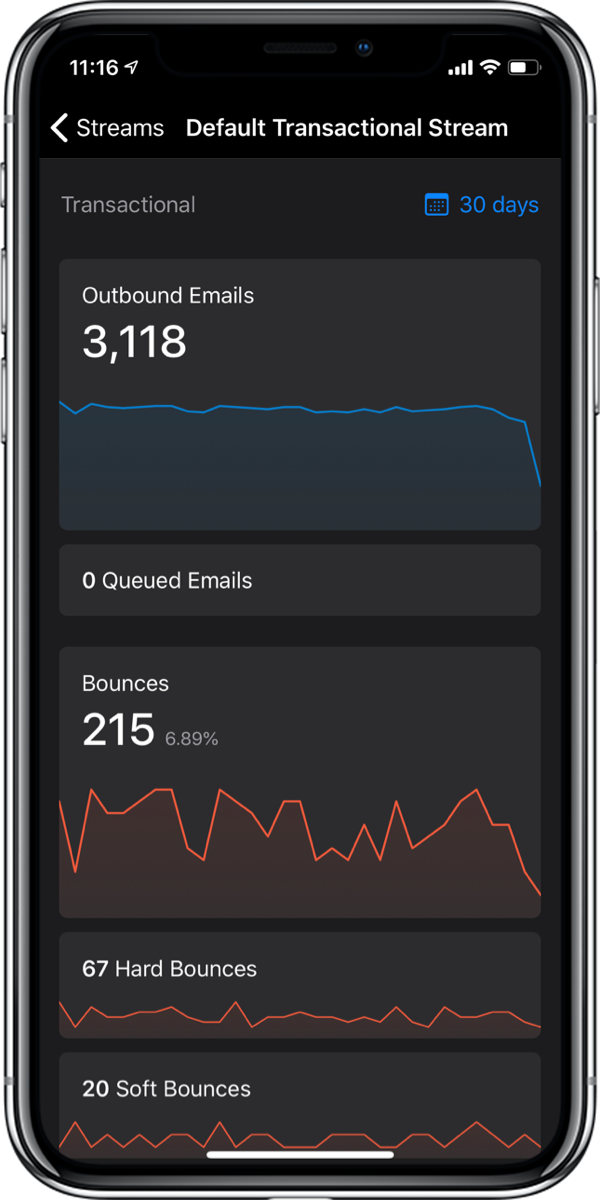 11:16
Streams Default Transactional Stream
Transactional 30 days
Outbound Emails
3,118
0 Queued Emails
Bounces
215 6.89%
67 Hard Bounces
20 Soft Bounces